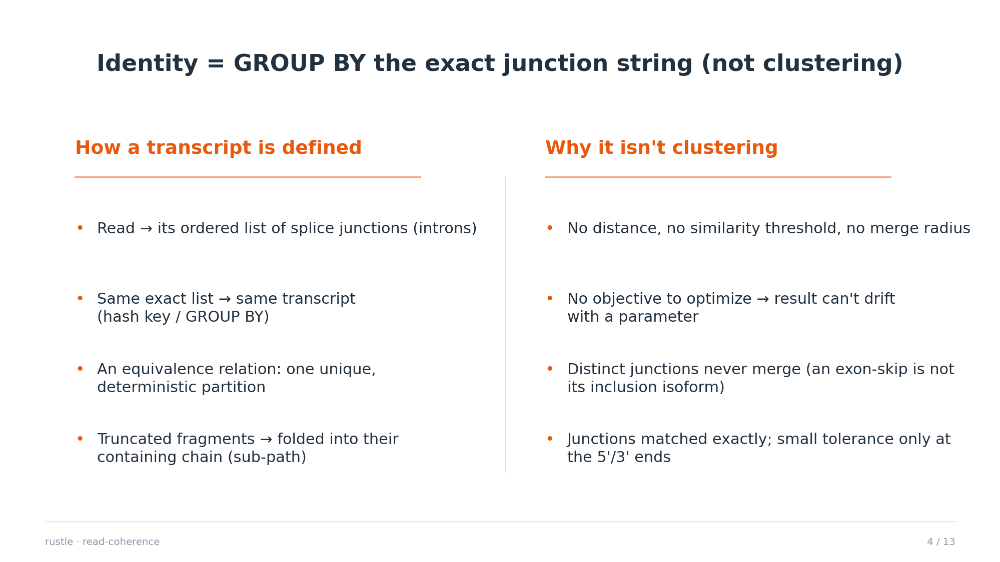 Identity = GROUP BY the exact junction string (not clustering)
How a transcript is defined
• Read → its ordered list of splice junctions (introns)
• Same exact list → same transcript
(hash key / GROUP BY)
• An equivalence relation: one unique,
deterministic partition
• Truncated fragments → folded into their
containing chain (sub-path)
Why it isn't clustering
• No distance, no similarity threshold, no merge radius
• No objective to optimize → result can't drift
with a parameter
• Distinct junctions never merge (an exon-skip is not
its inclusion isoform)
• Junctions matched exactly; small tolerance only at
the 5'/3' ends
rustle · read-coherence
4 / 13